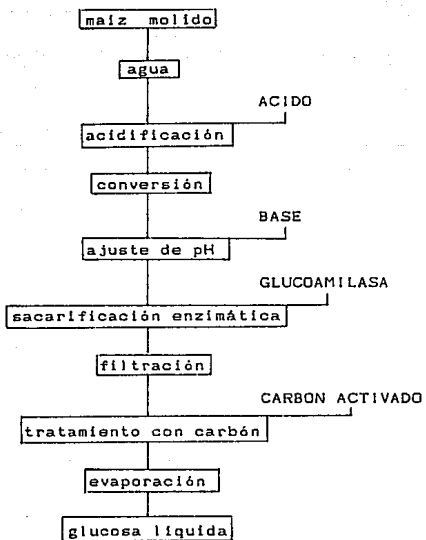 maiz molido
agua
ACIDO
acidificación
conversión
BASE
ajuste de pH
GLUCOAMILASA
sacarificación enzimática
filtración
CARBON ACTIVADO
tratamiento con carbón
evaporación
glucosa liquida